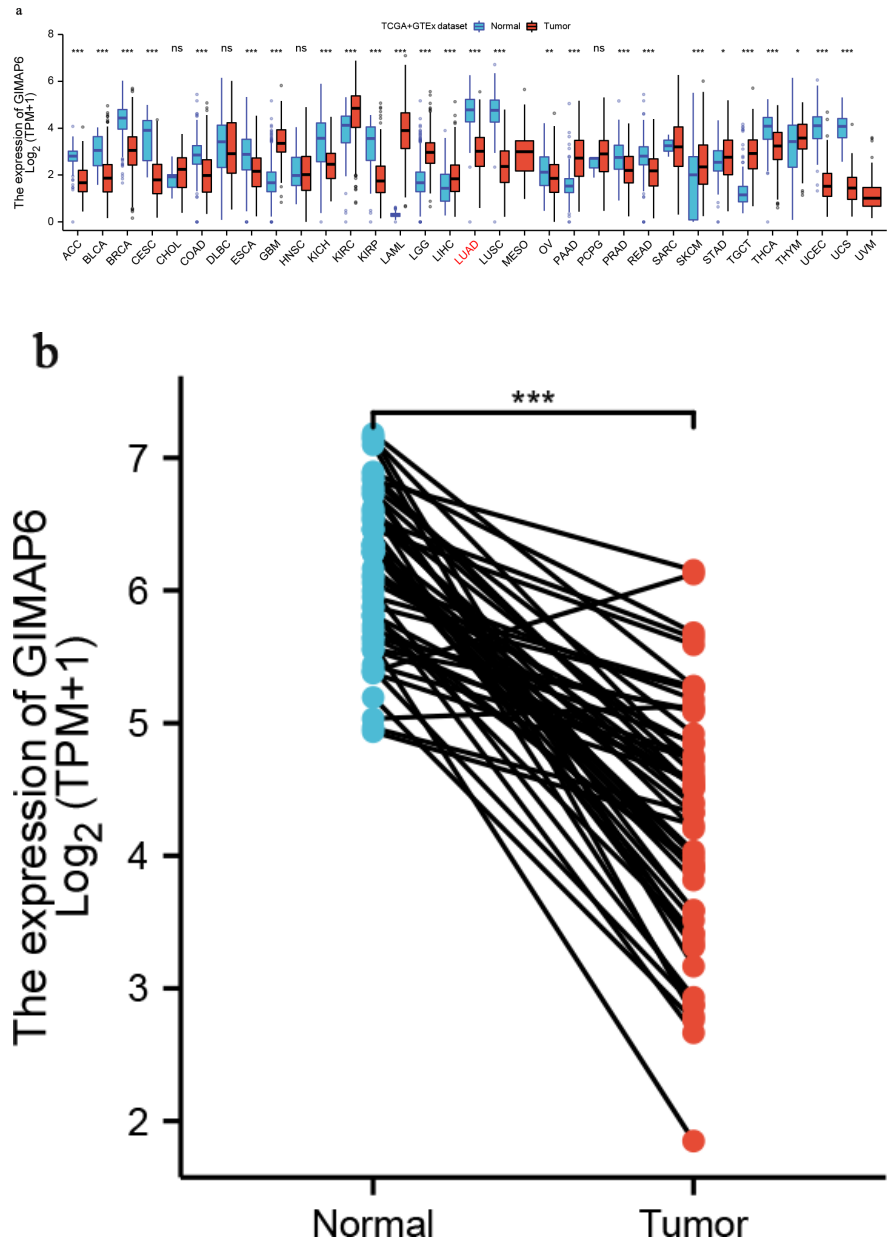 a
TCGA+GTEx dataset Normal Tumor
8
6
4
2
0
The expression of GIMAP6
Log2 (TPM+1)
*** *** *** *** ns *** ns *** *** ns *** *** *** *** *** *** *** *** ** *** ns *** *** *** * *** *** * *** ***
ACC BLCA BRCA CESC CHOL COAD DLBC ESCA GBM HNSC KICH KIRC KIRP LAML LGG LIHC LUAD LUSC MESO OV PAAD PCPG PRAD READ SARC SKCM STAD TGCT THCA THYM UCEC UCS UVM
b
***
7
6
5
4
3
2
The expression of GIMAP6
Log2 (TPM+1)
Normal Tumor